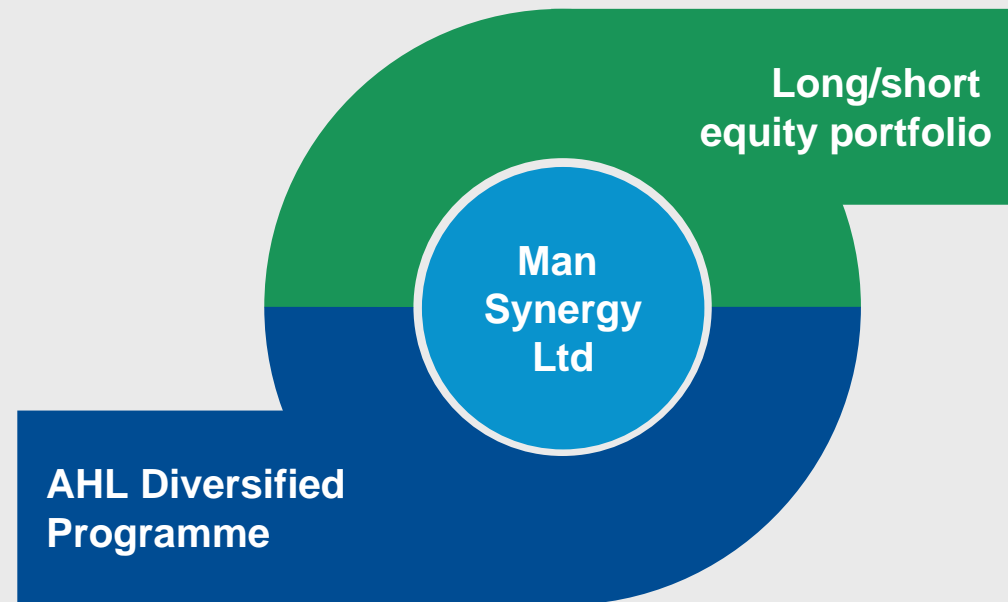 Long/short
equity portfolio
Man
Synergy
Ltd
AHL Diversified
Programme